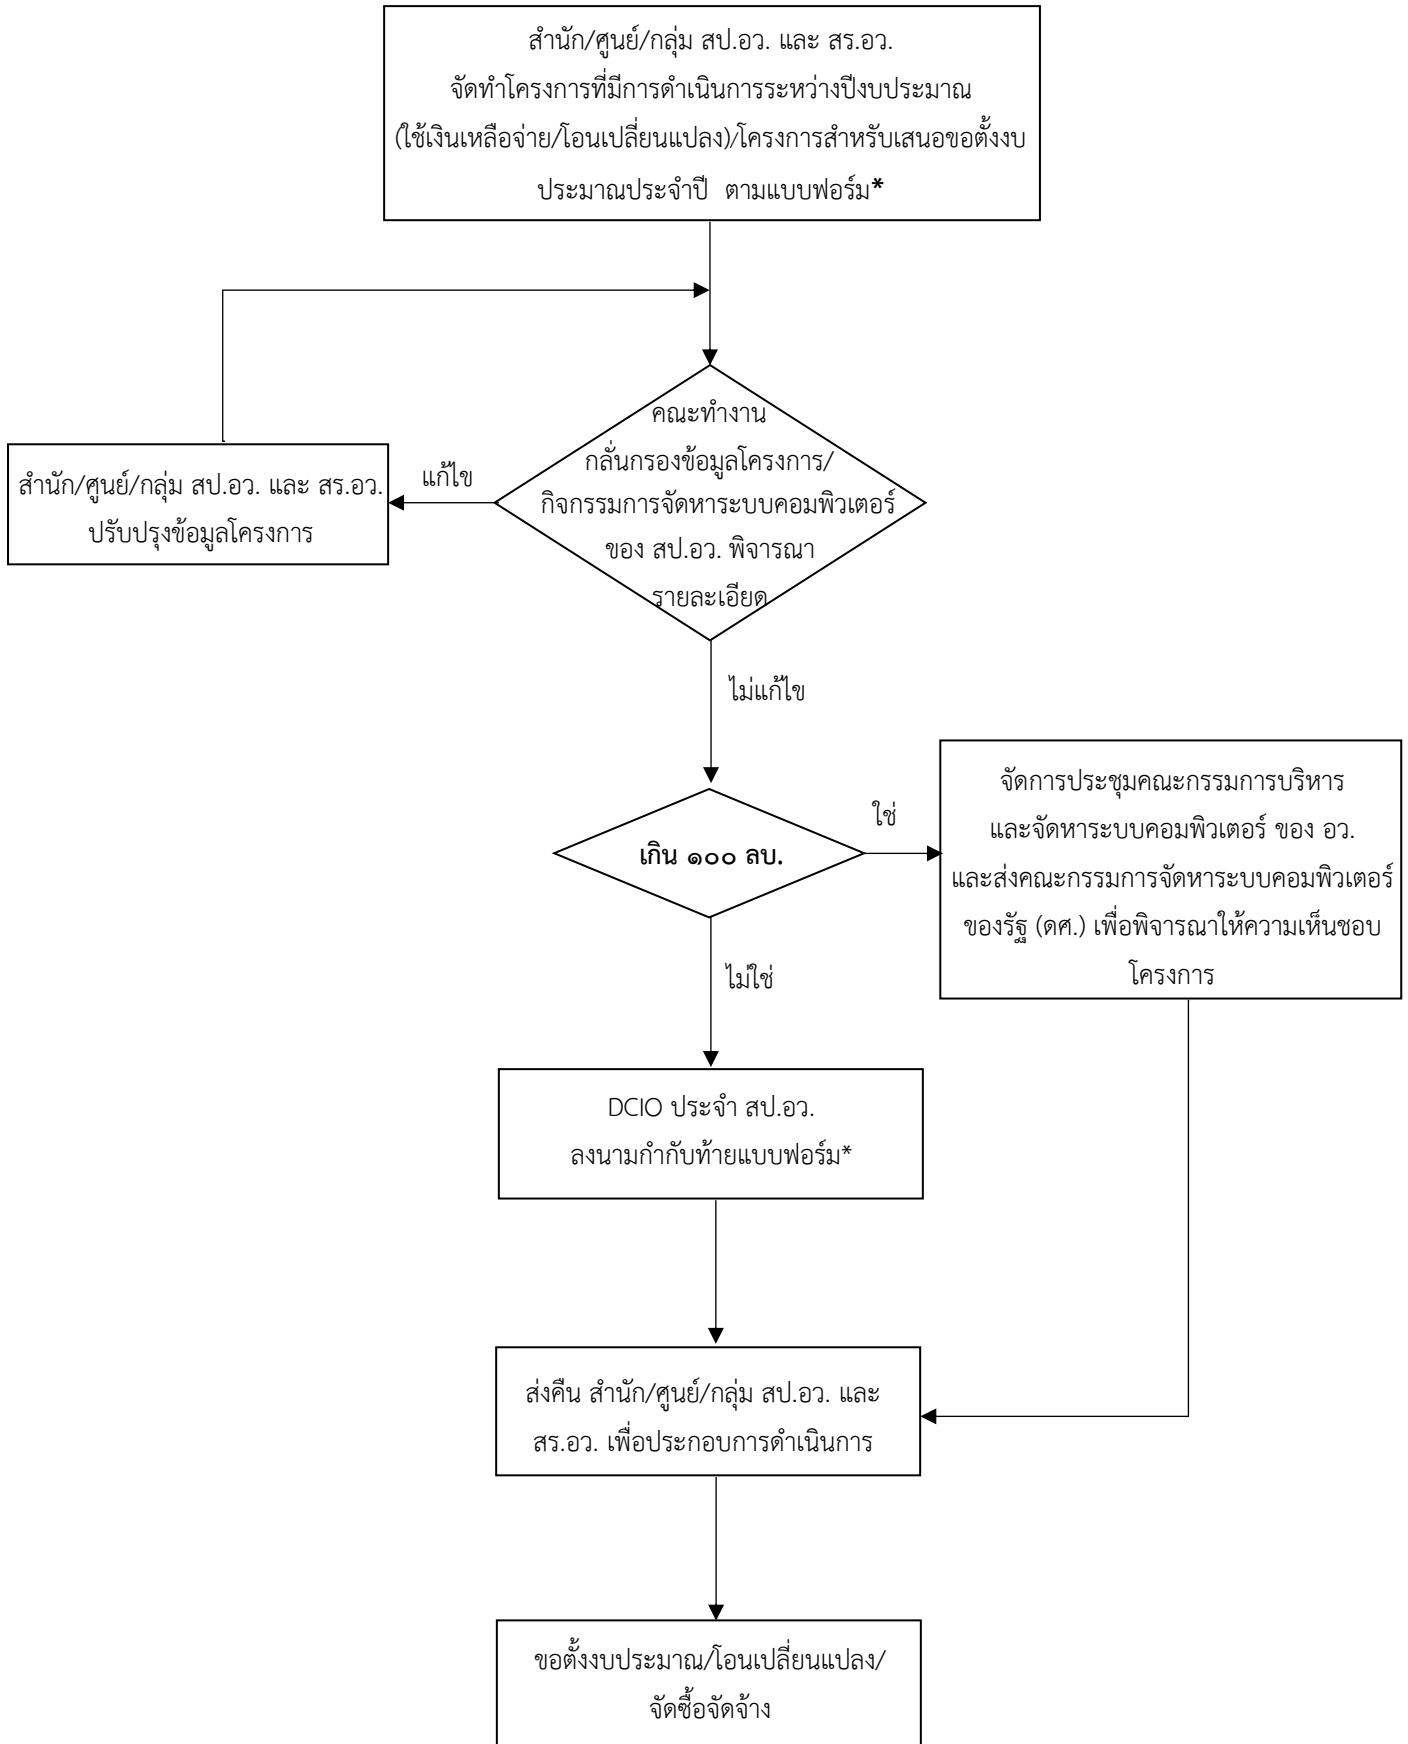 สำนัก/ศูนย์/กลุ่ม สป.อว. และ สร.อว.
จัดทำโครงการที่มีการดำเนินการระหว่างปีงบประมาณ
(ใช้เงินเหลือจ่าย/โอนเปลี่ยนแปลง)/โครงการสำหรับเสนอขอตั้งงบ
ประมาณประจำปี ตามแบบฟอร์ม*
คณะทำงาน
กลั่นกรองข้อมูลโครงการ/
กิจกรรมการจัดหาระบบคอมพิวเตอร์
ของ สป.อว. พิจารณา
รายละเอียด
แก้ไข
สำนัก/ศูนย์/กลุ่ม สป.อว. และ สร.อว.
ปรับปรุงข้อมูลโครงการ
ไม่แก้ไข
เกิน ๑๐๐ ลบ.
ใช่
จัดการประชุมคณะกรรมการบริหาร
และจัดหาระบบคอมพิวเตอร์ ของ อว.
และส่งคณะกรรมการจัดหาระบบคอมพิวเตอร์
ของรัฐ (ดศ.) เพื่อพิจารณาให้ความเห็นชอบ
โครงการ
ไม่ใช่
DCIO ประจำ สป.อว.
ลงนามกำกับท้ายแบบฟอร์ม*
ส่งคืน สำนัก/ศูนย์/กลุ่ม สป.อว. และ
สร.อว. เพื่อประกอบการดำเนินการ
ขอตั้งงบประมาณ/โอนเปลี่ยนแปลง/
จัดซื้อจัดจ้าง